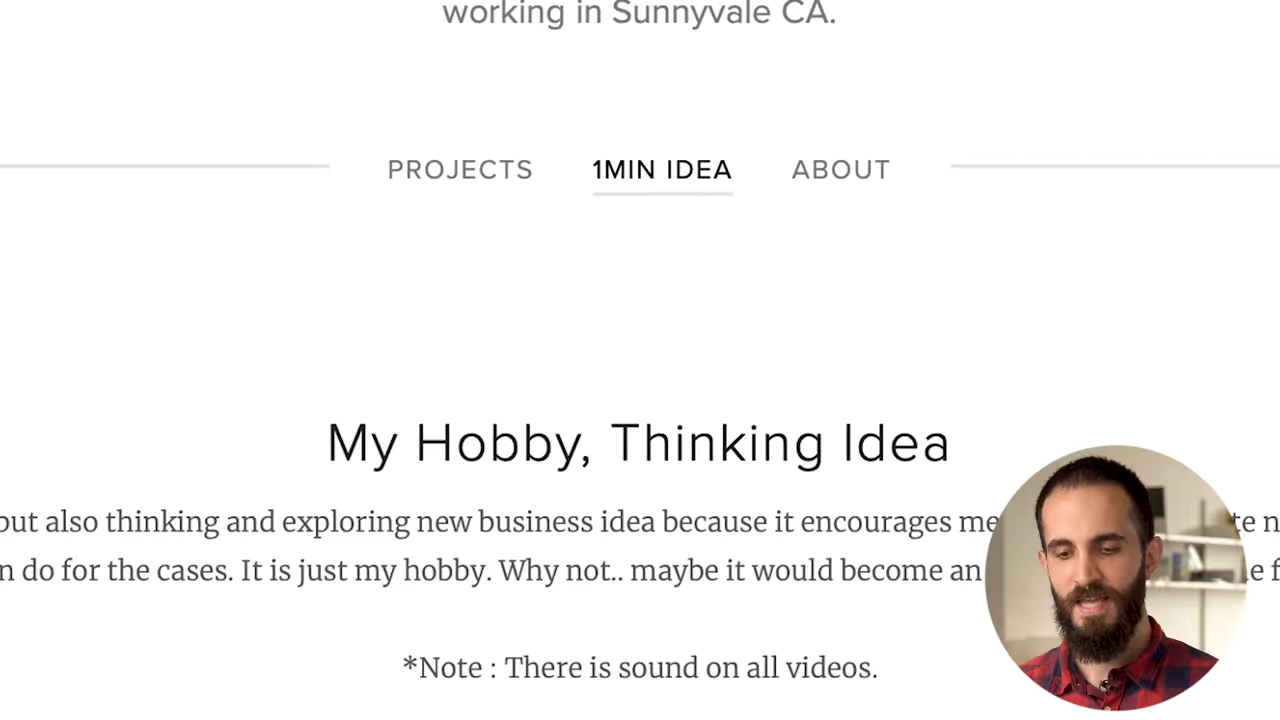 working in Sunnyvale CA.
PROJECTS 1MIN IDEA ABOUT
My Hobby, Thinking Idea
but also thinking and exploring new business idea because it encourages me
do for the cases. It is just my hobby. Why not.. maybe it would become an
*Note : There is sound on all videos.